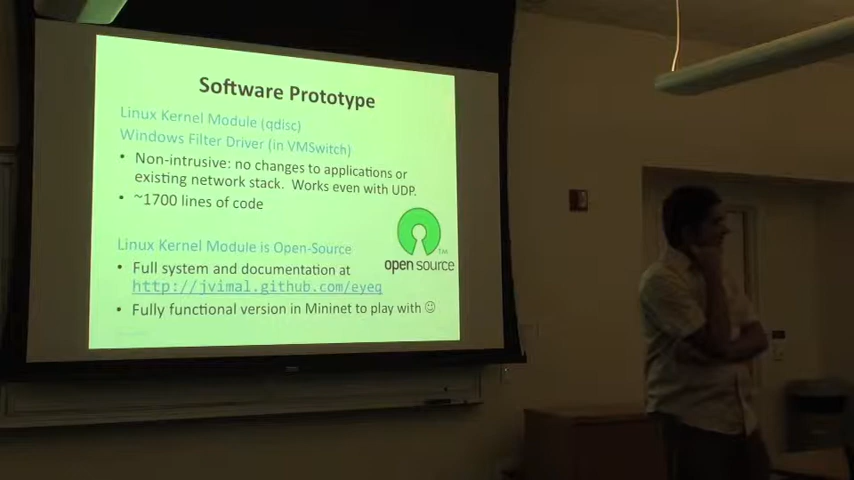 Software Prototype
Linux Kernel Module (qdisc)
Windows Filter Driver (in VMSwitch)
• Non-intrusive: no changes to applications or
existing network stack. Works even with UDP.
• ~1700 lines of code
Linux Kernel Module is Open-Source
• Full system and documentation at
http://jvimal.github.com/eyeq
• Fully functional version in Mininet to play with ☺
open source™